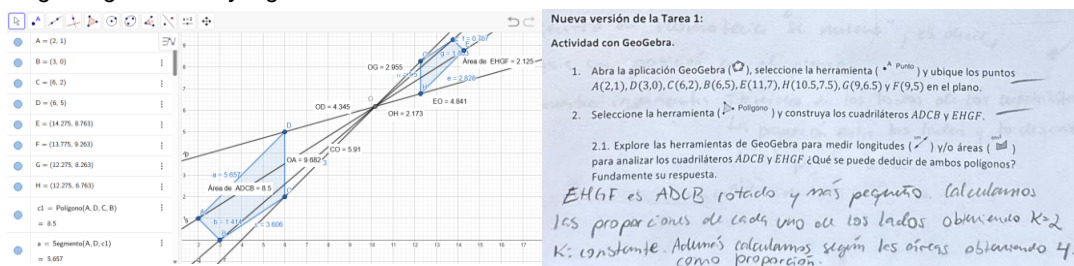 A = (2, 1)
B = (3, 0)
C = (6, 2)
D = (6, 5)
E = (14.275, 8.763)
F = (13.775, 9.263)
G = (12.275, 8.263)
H = (12.275, 6.763)
c1 = Polígono(A, D, C, B)
= 8.5
a = Segmento(A, D, c1)
= 5.657
OG = 2.955
Área de EHGF = 2.125
e = 2.828
EO = 4.841
OD = 4.345
OH = 2.173
CO = 5.91
OA = 9.682
a = 5.657
Área de ADCB = 8.5
b = 1.41
c = 3.606
Nueva versión de la Tarea 1:
Actividad con GeoGebra.
1. Abra la aplicación GeoGebra ( ), seleccione la herramienta ( Punto ) y ubique los puntos
A(2,1), D(3,0), C(6,2), B(6,5), E(11,7), H(10.5,7.5), G(9,6.5) y F(9,5) en el plano.
2. Seleccione la herramienta ( Polígono ) y construya los cuadriláteros ADCB y EHGF.
2.1. Explore las herramientas de GeoGebra para medir longitudes ( ) y/o áreas ( )
para analizar los cuadriláteros ADCB y EHGF ¿Qué se puede deducir de ambos polígonos?
Fundamente su respuesta.
EHGF es ADCB rotado y más pequeño. Calculamos
las proporciones de cada uno de los lados obteniendo K=2
K: constante. Además calculamos según las áreas obteniendo 4
como proporción.